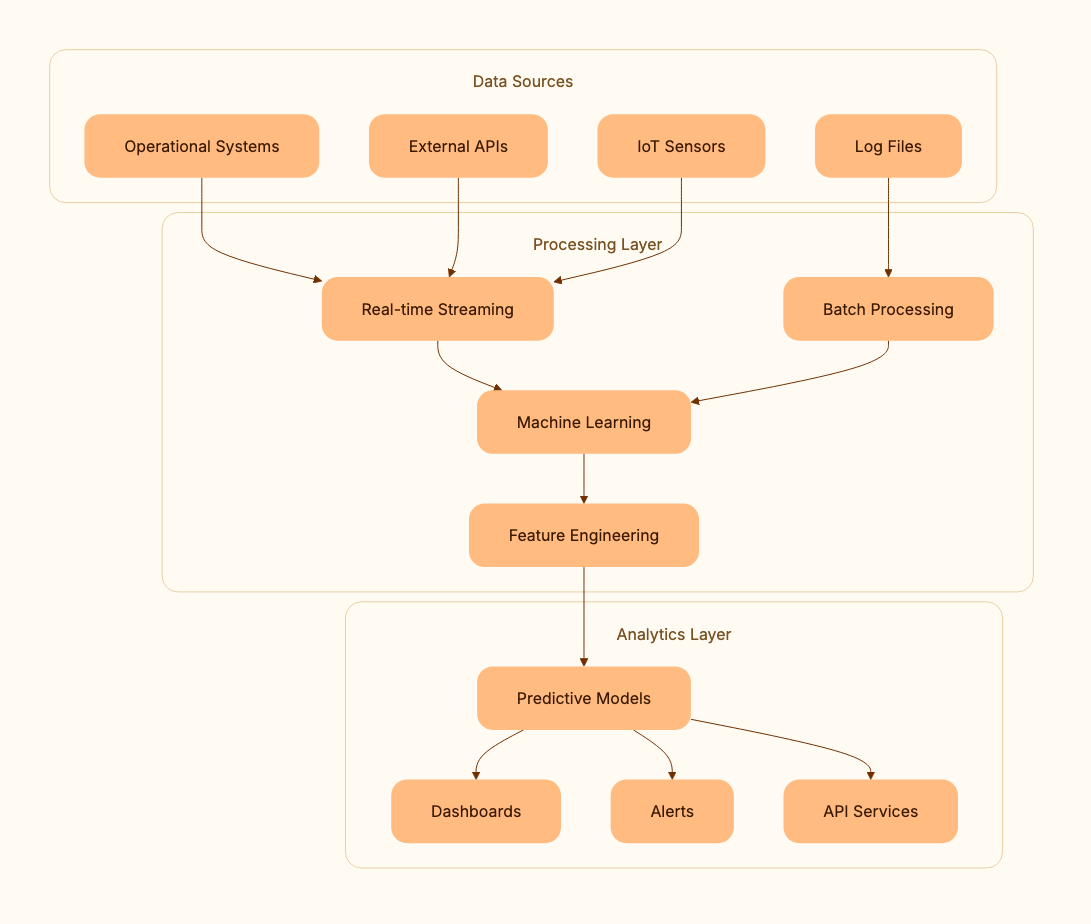 Data Sources
Operational Systems
External APIs
IoT Sensors
Log Files
Processing Layer
Real-time Streaming
Batch Processing
Machine Learning
Feature Engineering
Analytics Layer
Predictive Models
Dashboards
Alerts
API Services